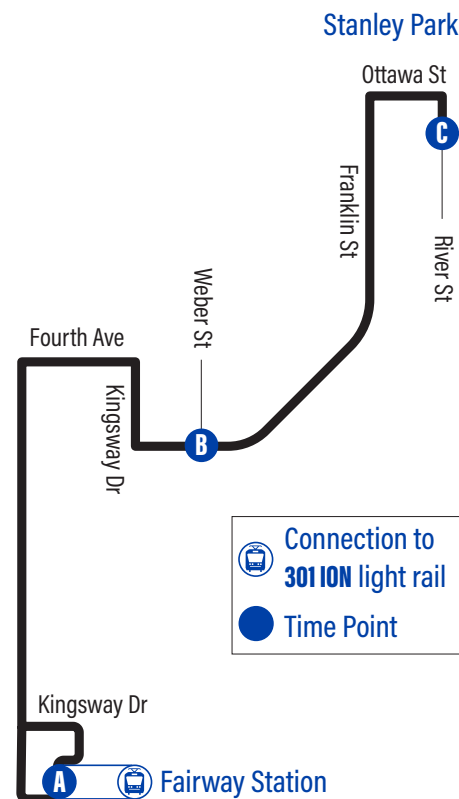 Stanley Park
Ottawa St
C
Franklin St
River St
Weber St
Fourth Ave
Kingsway Dr
B
Connection to
301 ION light rail
Time Point
Kingsway Dr
A
Fairway Station